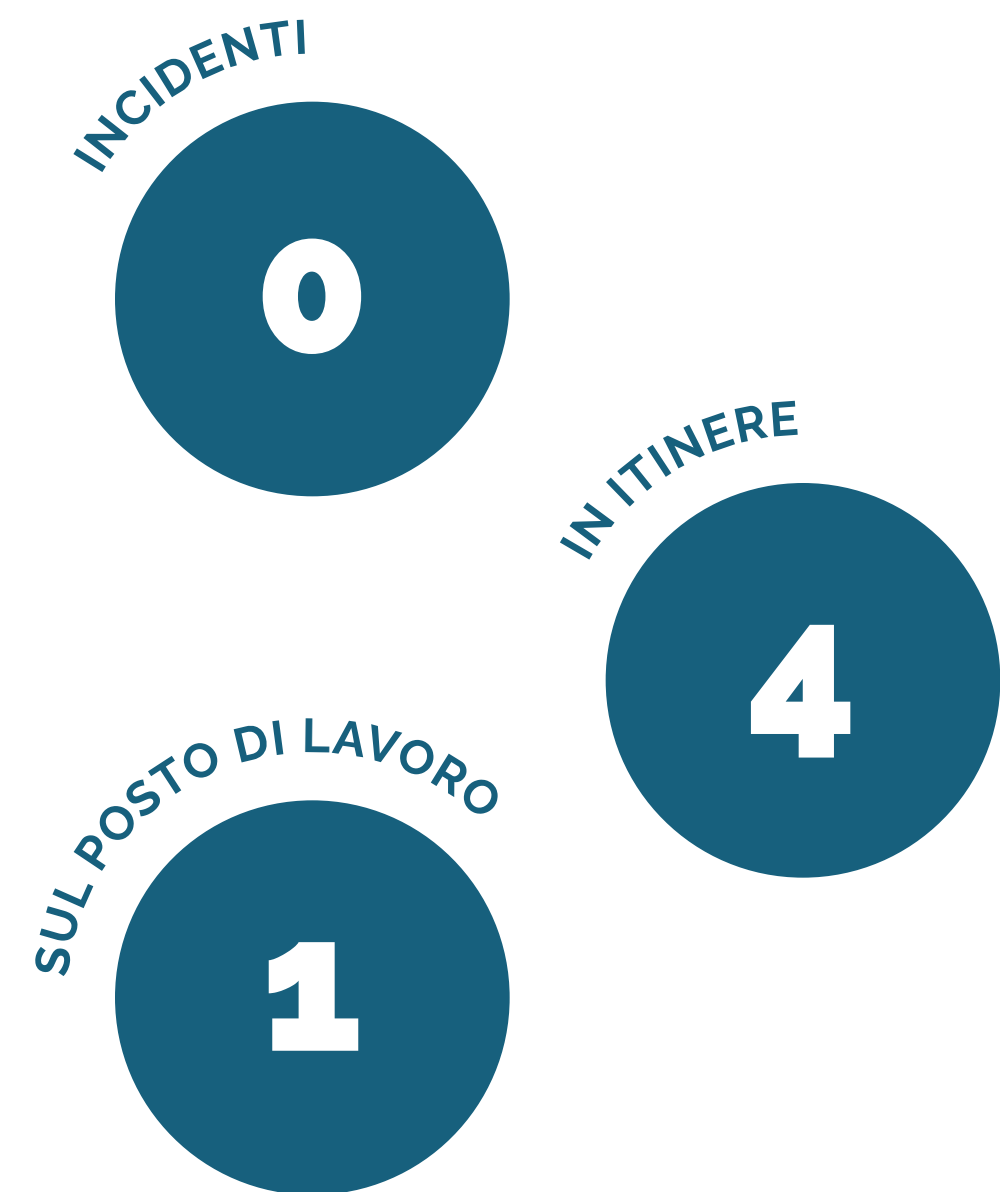 INCIDENTI
0
IN ITINERE
4
SUL POSTO DI LAVORO
1